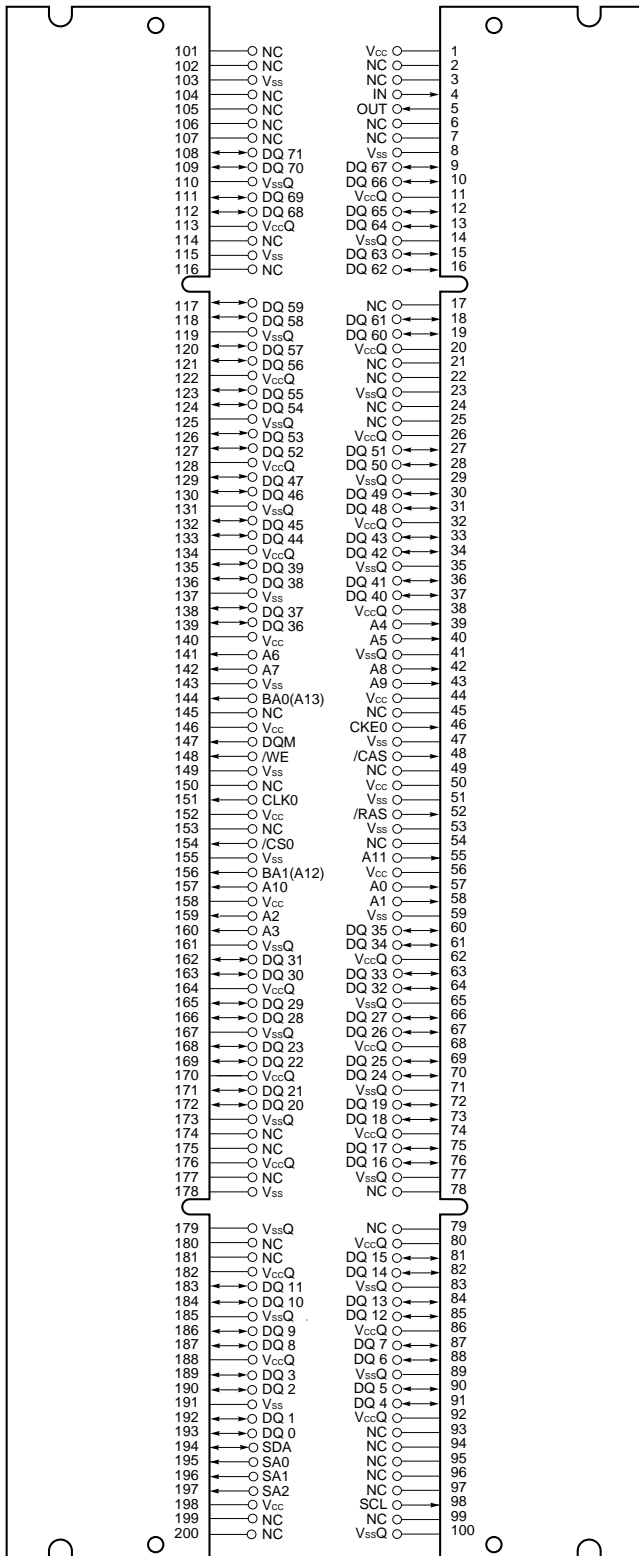 101 NC Vcc 1
102 NC NC 2
103 Vss NC 3
104 NC IN 4
105 NC OUT 5
106 NC NC 6
107 NC NC 7
108 DQ 71 Vss 8
109 DQ 70 DQ 67 9
110 VssQ DQ 66 10
111 DQ 69 VccQ 11
112 DQ 68 DQ 65 12
113 VccQ DQ 64 13
114 NC VssQ 14
115 Vss DQ 63 15
116 NC DQ 62 16
117 DQ 59 NC 17
118 DQ 58 DQ 61 18
119 VssQ DQ 60 19
120 DQ 57 VccQ 20
121 DQ 56 NC 21
122 VccQ NC 22
123 DQ 55 VssQ 23
124 DQ 54 NC 24
125 VssQ NC 25
126 DQ 53 VccQ 26
127 DQ 52 DQ 51 27
128 VccQ DQ 50 28
129 DQ 47 VssQ 29
130 DQ 46 DQ 49 30
131 VssQ DQ 48 31
132 DQ 45 VccQ 32
133 DQ 44 DQ 43 33
134 VccQ DQ 42 34
135 DQ 39 VssQ 35
136 DQ 38 DQ 41 36
137 Vss DQ 40 37
138 DQ 37 VccQ 38
139 DQ 36 A4 39
140 Vcc A5 40
141 A6 VssQ 41
142 A7 A8 42
143 Vss A9 43
144 BA0(A13) Vcc 44
145 NC NC 45
146 Vcc CKE0 46
147 DQM Vss 47
148 /WE /CAS 48
149 Vss NC 49
150 NC Vcc 50
151 CLK0 Vss 51
152 Vcc /RAS 52
153 NC Vss 53
154 /CS0 NC 54
155 Vss A11 55
156 BA1(A12) Vcc 56
157 A10 A0 57
158 Vcc A1 58
159 A2 Vss 59
160 A3 DQ 35 60
161 VssQ DQ 34 61
162 DQ 31 VccQ 62
163 DQ 30 DQ 33 63
164 VccQ DQ 32 64
165 DQ 29 VssQ 65
166 DQ 28 DQ 27 66
167 VssQ DQ 26 67
168 DQ 23 VccQ 68
169 DQ 22 DQ 25 69
170 VccQ DQ 24 70
171 DQ 21 VssQ 71
172 DQ 20 DQ 19 72
173 VssQ DQ 18 73
174 NC VccQ 74
175 NC DQ 17 75
176 VccQ DQ 16 76
177 NC VssQ 77
178 Vss NC 78
179 VssQ NC 79
180 NC VccQ 80
181 NC DQ 15 81
182 VccQ DQ 14 82
183 DQ 11 VssQ 83
184 DQ 10 DQ 13 84
185 VssQ DQ 12 85
186 DQ 9 VccQ 86
187 DQ 8 DQ 7 87
188 VccQ DQ 6 88
189 DQ 3 VssQ 89
190 DQ 2 DQ 5 90
191 Vss DQ 4 91
192 DQ 1 VccQ 92
193 DQ 0 NC 93
194 SDA NC 94
195 SA0 NC 95
196 SA1 NC 96
197 SA2 NC 97
198 Vcc SCL 98
199 NC NC 99
200 NC VssQ 100